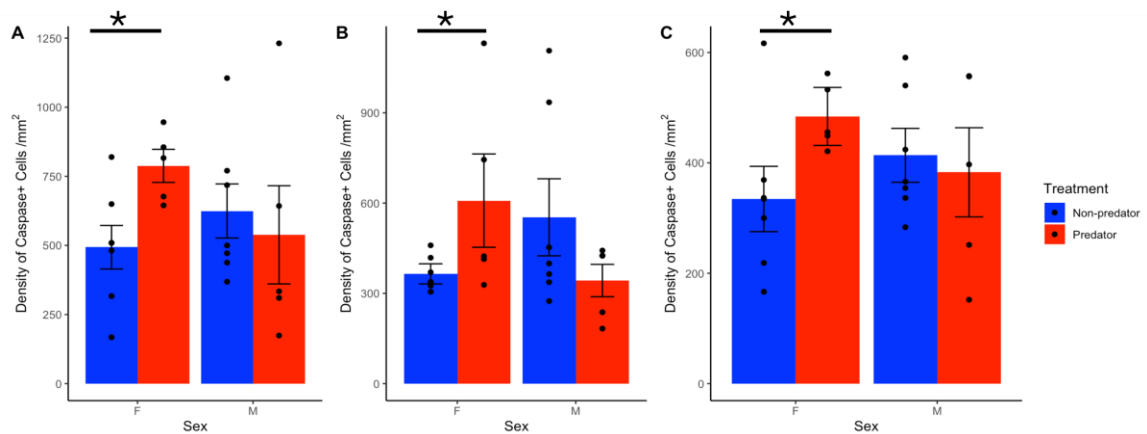 A
*
Density of Caspase+ Cells /mm²
1250
1000
750
500
250
0
F
M
Sex
B
*
Density of Caspase+ Cells /mm²
900
600
300
0
F
M
Sex
C
*
Density of Caspase+ Cells /mm²
600
400
200
0
F
M
Sex
Treatment
Non-predator
Predator